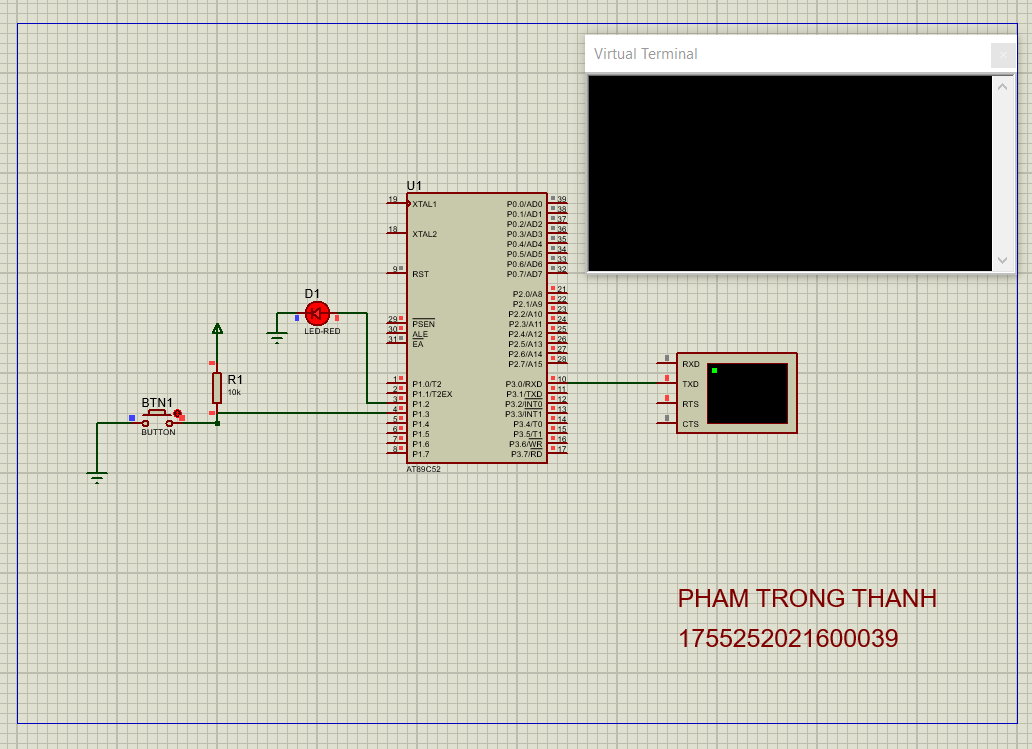 Virtual Terminal
U1
19 XTAL1
18 XTAL2
9 RST
29 PSEN
30 ALE
31 EA
1 P1.0/T2
2 P1.1/T2EX
3 P1.2
4 P1.3
5 P1.4
6 P1.5
7 P1.6
8 P1.7
P0.0/AD0 39
P0.1/AD1 38
P0.2/AD2 37
P0.3/AD3 36
P0.4/AD4 35
P0.5/AD5 34
P0.6/AD6 33
P0.7/AD7 32
P2.0/A8 21
P2.1/A9 22
P2.2/A10 23
P2.3/A11 24
P2.4/A12 25
P2.5/A13 26
P2.6/A14 27
P2.7/A15 28
P3.0/RXD 10
P3.1/TXD 11
P3.2/INT0 12
P3.3/INT1 13
P3.4/T0 14
P3.5/T1 15
P3.6/WR 16
P3.7/RD 17
AT89C52
D1
LED-RED
R1
10k
BTN1
BUTTON
RXD
TXD
RTS
CTS
PHAM TRONG THANH
1755252021600039